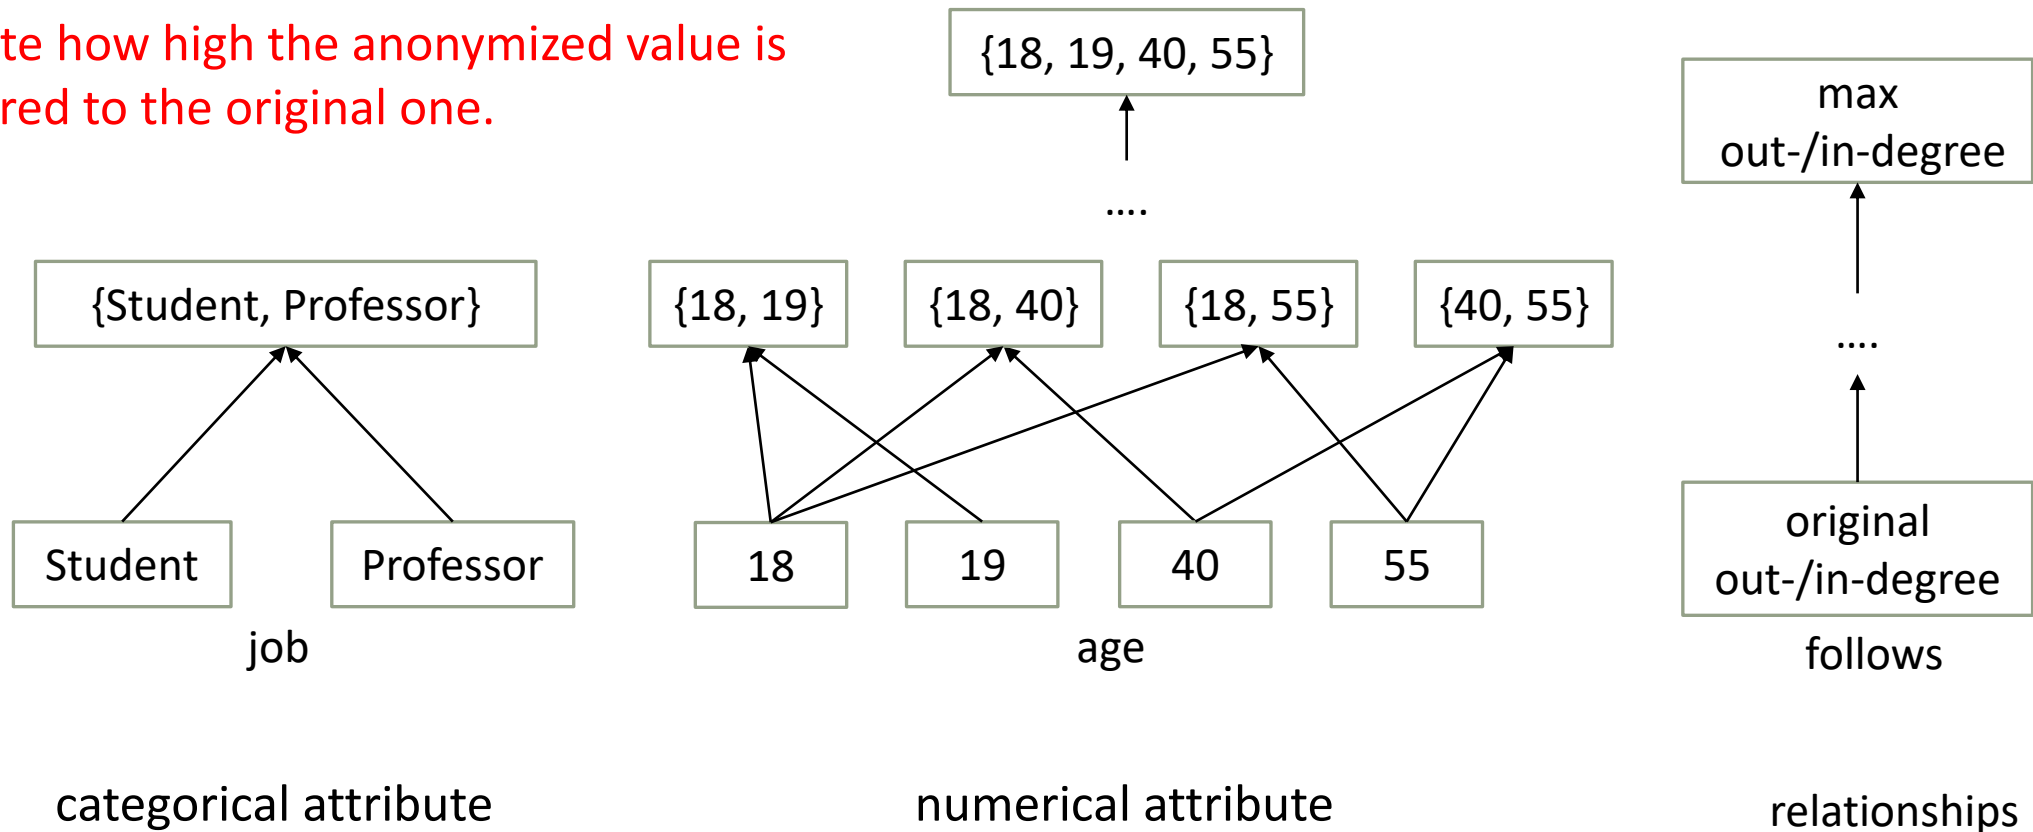 te how high the anonymized value is
red to the original one.
{18, 19, 40, 55}
max
out-/in-degree
....
{Student, Professor}
{18, 19}
{18, 40}
{18, 55}
{40, 55}
....
Student
Professor
18
19
40
55
original
out-/in-degree
job
age
follows
categorical attribute
numerical attribute
relationships